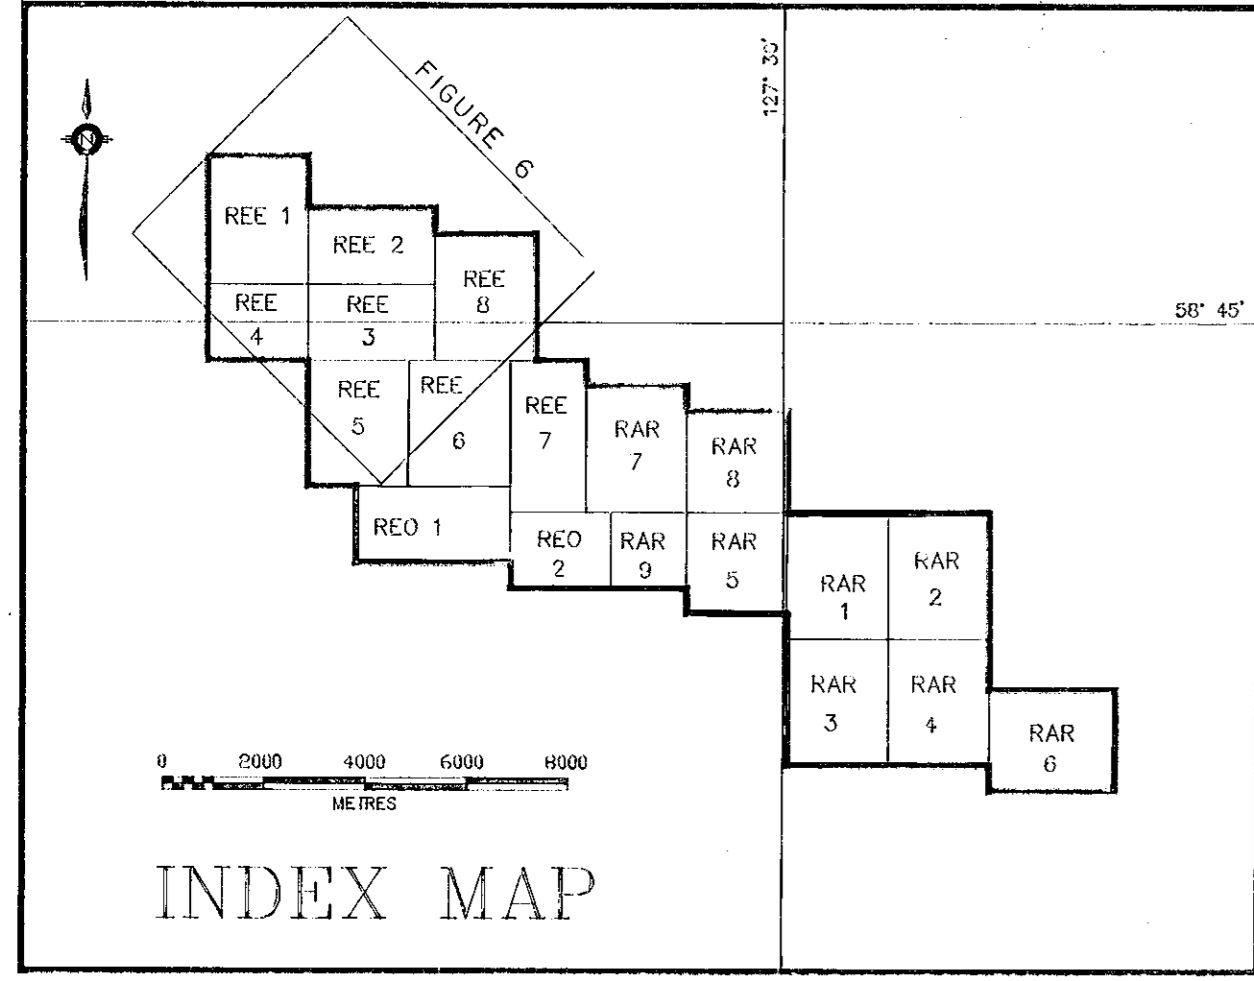 FIGURE 6
127° 30'
N
REE 1
REE 2
REE
8
REE
4
REE
3
58° 45'
REE
5
REE
6
REE
7
RAR
7
RAR
8
REO 1
REO
2
RAR
9
RAR
5
RAR
1
RAR
2
RAR
3
RAR
4
RAR
6
0 2000 4000 6000 8000
METRES
INDEX MAP